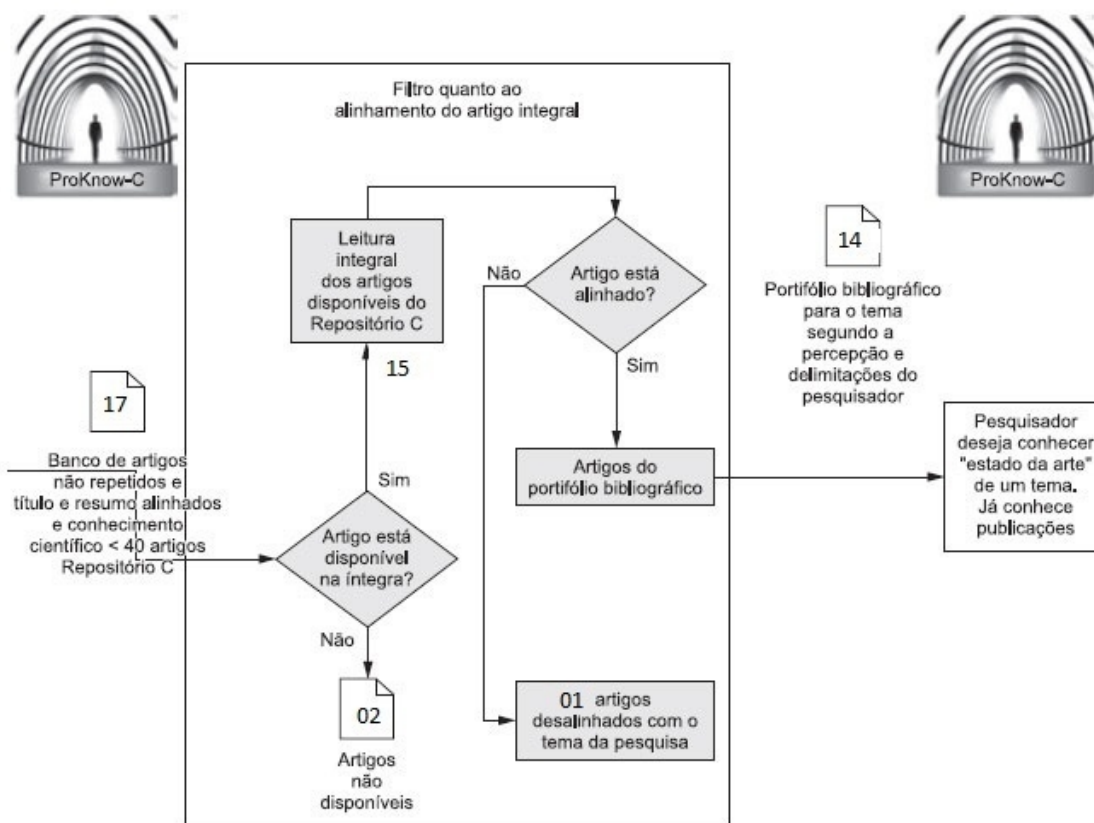 ProKnow-C
Filtro quanto ao
alinhamento do artigo integral
ProKnow-C
Leitura
integral
dos artigos
disponíveis do
Repositório C
15
Não
Artigo está
alinhado?
Sim
14
Portifólio bibliográfico
para o tema
segundo a
percepção e
delimitações do
pesquisador
17
Banco de artigos
não repetidos e
título e resumo alinhados
e conhecimento
científico < 40 artigos
Repositório C
Sim
Artigo está
disponível
na íntegra?
Não
02
Artigos
não
disponíveis
Artigos do
portifólio bibliográfico
01 artigos
desalinhados com o
tema da pesquisa
Pesquisador
deseja conhecer
"estado da arte"
de um tema.
Já conhece
publicações